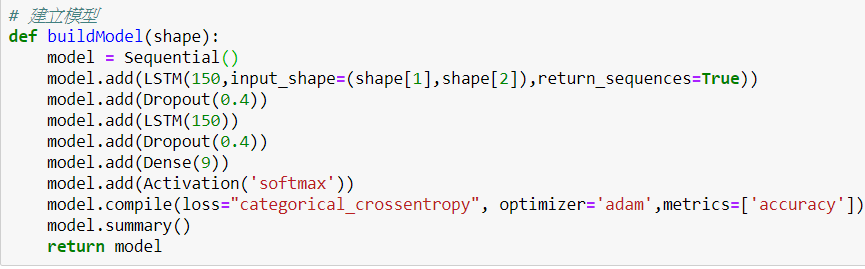 # 建立模型
def buildModel(shape):
    model = Sequential()
    model.add(LSTM(150,input_shape=(shape[1],shape[2]),return_sequences=True))
    model.add(Dropout(0.4))
    model.add(LSTM(150))
    model.add(Dropout(0.4))
    model.add(Dense(9))
    model.add(Activation('softmax'))
    model.compile(loss="categorical_crossentropy", optimizer='adam',metrics=['accuracy'])
    model.summary()
    return model